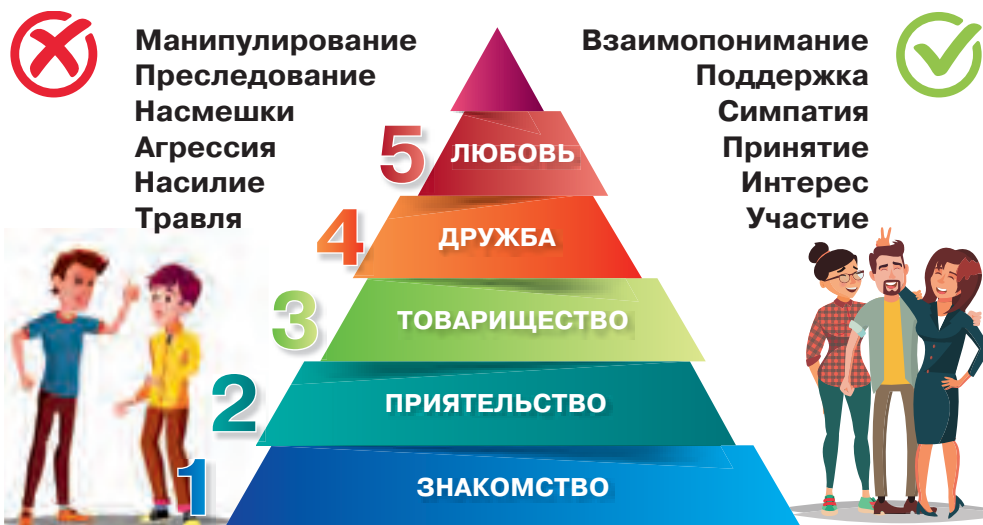 Манипулирование
Преследование
Насмешки
Агрессия
Насилие
Травля
Взаимопонимание
Поддержка
Симпатия
Принятие
Интерес
Участие
5 ЛЮБОВЬ
4 ДРУЖБА
3 ТОВАРИЩЕСТВО
2 ПРИЯТЕЛЬСТВО
1 ЗНАКОМСТВО